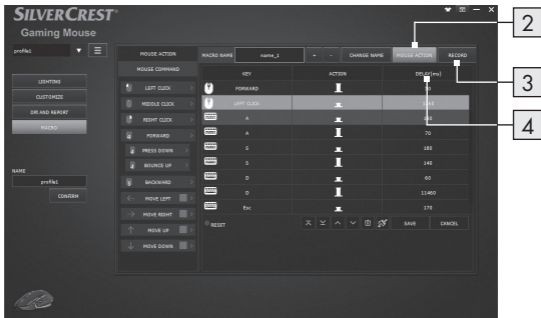 SILVERCREST®
Gaming Mouse
2
profile1
MOUSE ACTION
MACRO NAME
name_1
+
-
CHANGE NAME
MOUSE ACTION
RECORD
MOUSE COMMAND
KEY
ACTION
DELAY(ms)
3
LIGHTING
LEFT CLICK
FORWARD
CUSTOMIZE
MIDDLE CLICK
LEFT CLICK
4
DPI AND REPORT
RIGHT CLICK
A
MACRO
FORWARD
A
70
PRESS DOWN
S
180
BOUNCE UP
S
140
NAME
BACKWARD
D
60
profile1
MOVE LEFT
D
11460
CONFIRM
MOVE RIGHT
Esc
170
MOVE UP
RESET
SAVE
CANCEL
MOVE DOWN